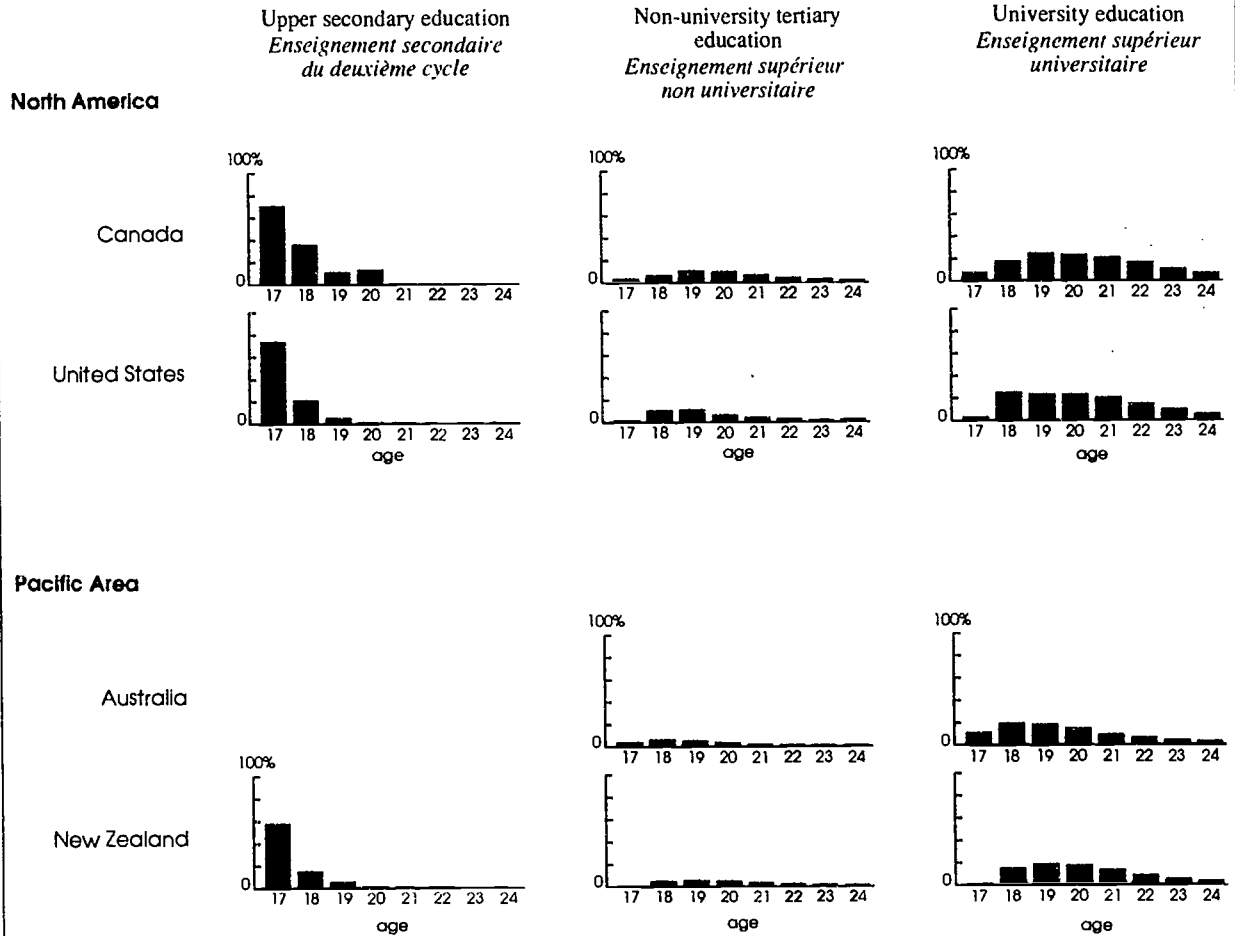 Upper secondary education
Enseignement secondaire
du deuxième cycle
Non-university tertiary
education
Enseignement supérieur
non universitaire
University education
Enseignement supérieur
universitaire
North America
100%
100%
100%
Canada
0
17 18 19 20 21 22 23 24
0
17 18 19 20 21 22 23 24
0
17 18 19 20 21 22 23 24
United States
0
17 18 19 20 21 22 23 24
age
0
17 18 19 20 21 22 23 24
age
0
17 18 19 20 21 22 23 24
age
Pacific Area
100%
100%
Australia
0
17 18 19 20 21 22 23 24
0
17 18 19 20 21 22 23 24
100%
New Zealand
0
17 18 19 20 21 22 23 24
age
0
17 18 19 20 21 22 23 24
age
0
17 18 19 20 21 22 23 24
age